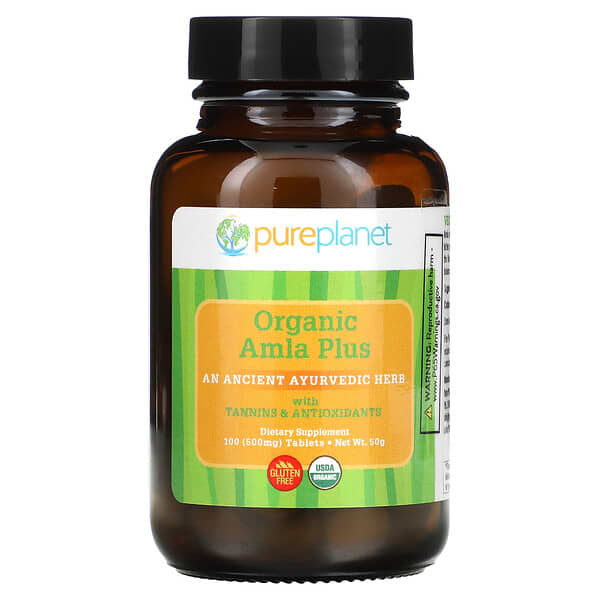 pureplanet
Organic
Amla Plus
AN ANCIENT AYURVEDIC HERB
with
TANNINS & ANTIOXIDANTS
Dietary Supplement
100 (500mg) Tablets • Net Wt. 50g
GLUTEN
FREE
USDA
ORGANIC
WARNING: Reproductive harm -
www.P65Warnings.ca.gov